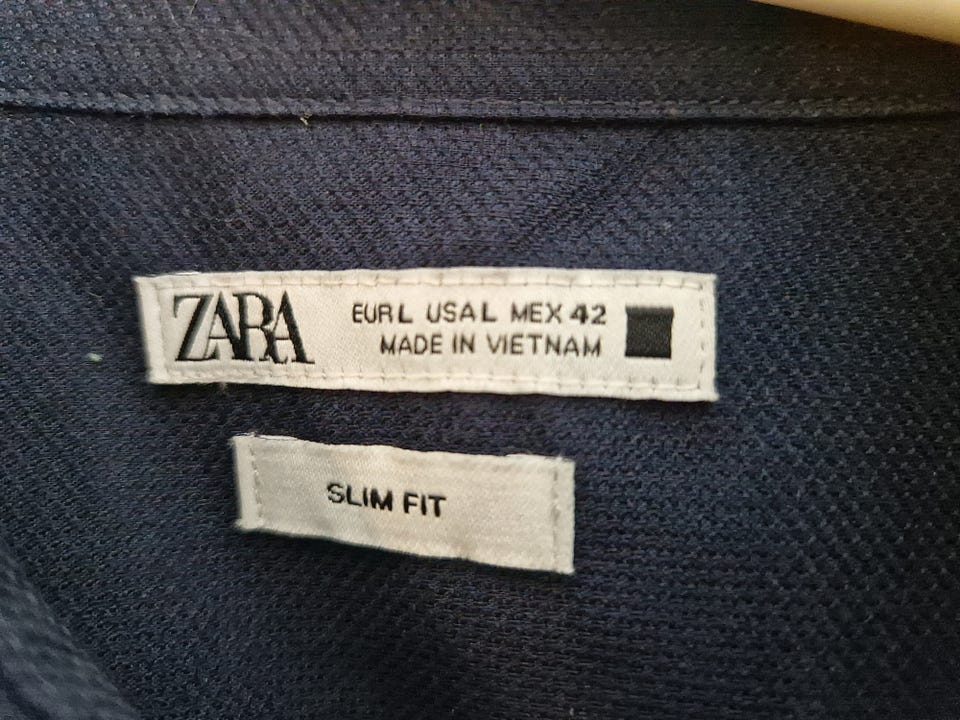 ZARA
EUR L USA L MEX 42
MADE IN VIETNAM
SLIM FIT